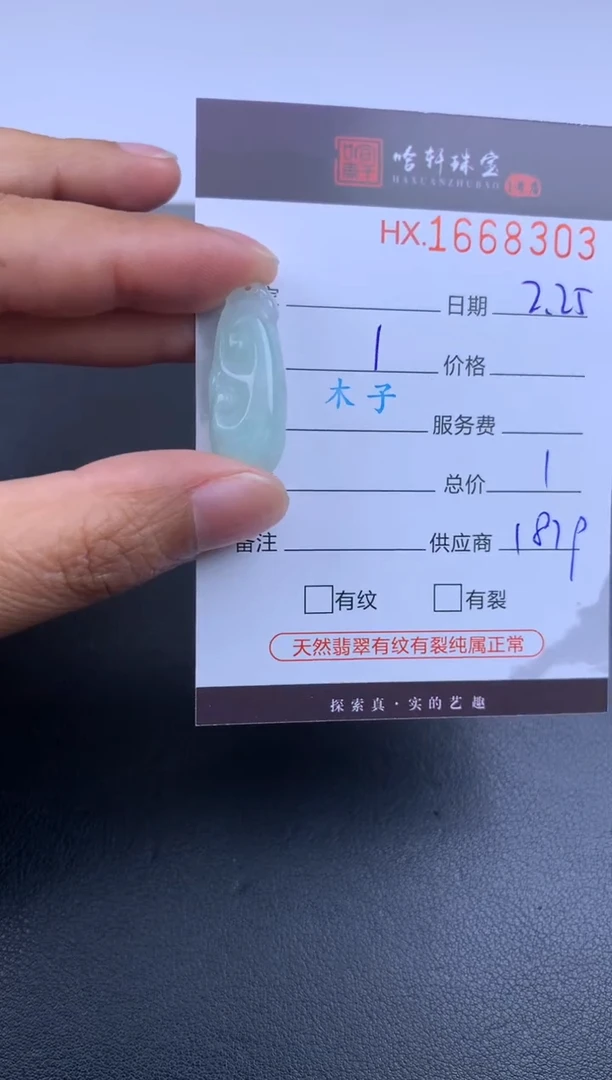 哈轩珠宝
HAXUANZHUBAO
HX.1668303
日期 2.25
1 价格
木子
服务费
总价 1
备注 供应商
有纹 有裂
天然翡翠有纹有裂纯属正常
探索真·实的艺趣